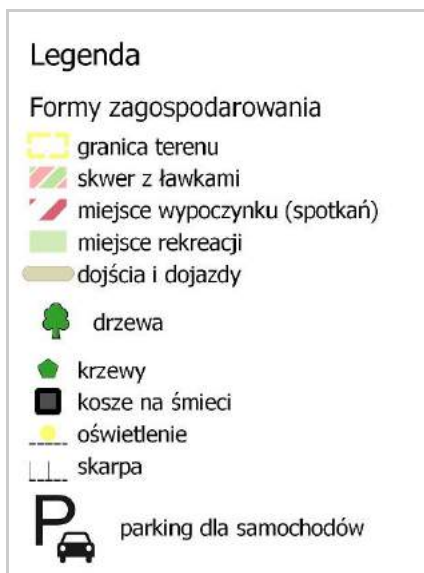 Legenda
Formy zagospodarowania
granica terenu
skwer z ławkami
miejsce wypoczynku (spotkań)
miejsce rekreacji
dojścia i dojazdy
drzewa
krzewy
kosze na śmieci
oświetlenie
skarpa
P parking dla samochodów